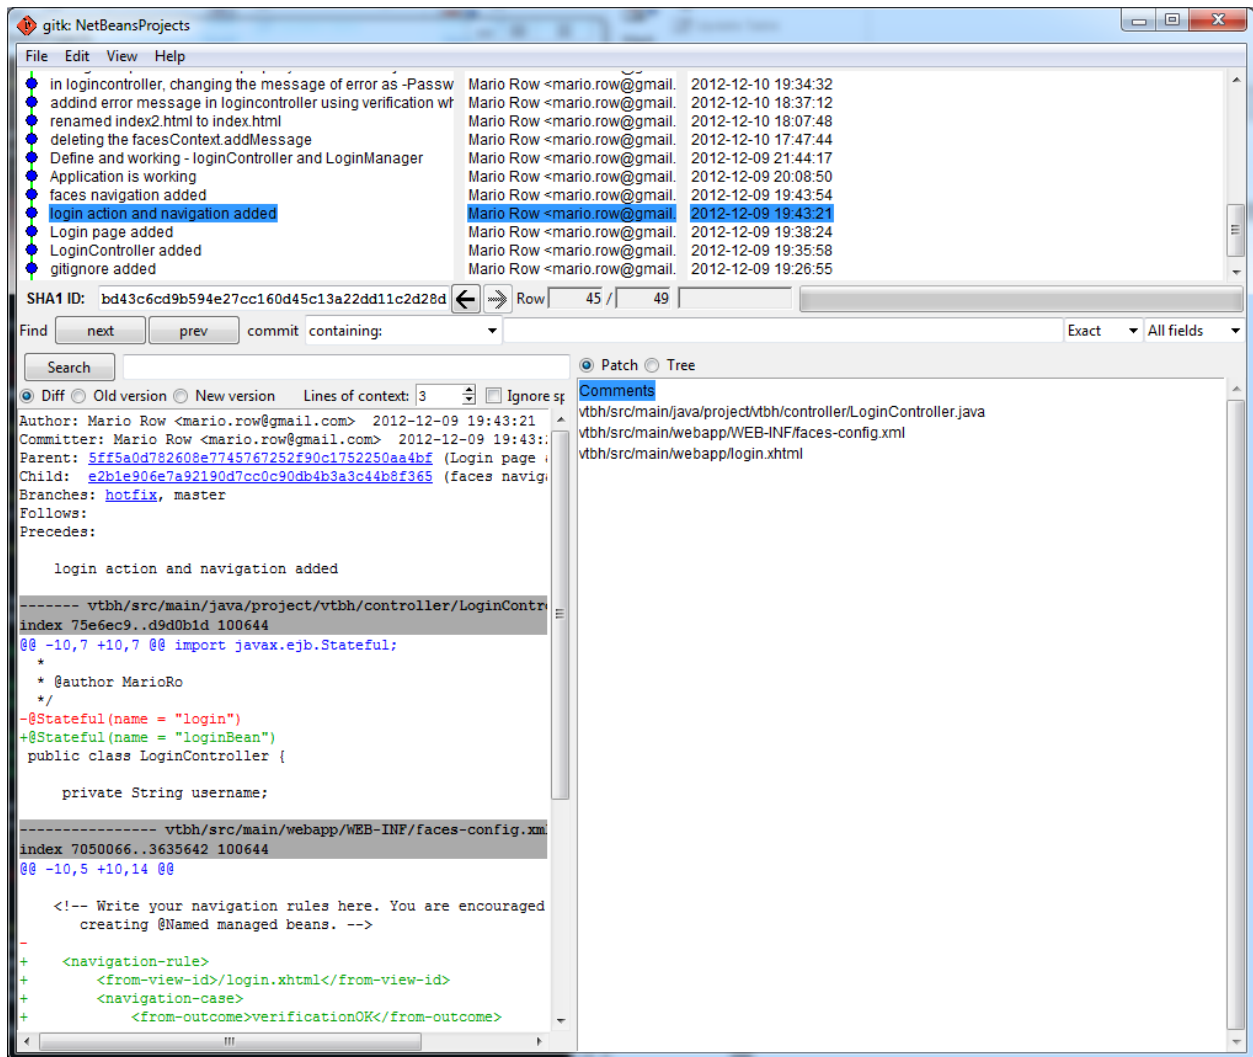 gitk: NetBeansProjects
File Edit View Help
in logincontroller, changing the message of error as -Passw Mario Row <mario.row@gmail. 2012-12-10 19:34:32
addind error message in logincontroller using verification wh Mario Row <mario.row@gmail. 2012-12-10 18:37:12
renamed index2.html to index.html Mario Row <mario.row@gmail. 2012-12-10 18:07:48
deleting the facesContext.addMessage Mario Row <mario.row@gmail. 2012-12-10 17:47:44
Define and working - loginController and LoginManager Mario Row <mario.row@gmail. 2012-12-09 21:44:17
Application is working Mario Row <mario.row@gmail. 2012-12-09 20:08:50
faces navigation added Mario Row <mario.row@gmail. 2012-12-09 19:43:54
login action and navigation added Mario Row <mario.row@gmail. 2012-12-09 19:43:21
Login page added Mario Row <mario.row@gmail. 2012-12-09 19:38:24
LoginController added Mario Row <mario.row@gmail. 2012-12-09 19:35:58
gitignore added Mario Row <mario.row@gmail. 2012-12-09 19:26:55
SHA1 ID: bd43c6cd9b594e27cc160d45c13a22dd11c2d28d Row 45 / 49
Find next prev commit containing: Exact All fields
Search
Diff Old version New version Lines of context: 3 Ignore sp
Author: Mario Row <mario.row@gmail.com> 2012-12-09 19:43:21
Committer: Mario Row <mario.row@gmail.com> 2012-12-09 19:43:
Parent: 5ff5a0d782608e7745767252f90c1752250aa4bf (Login page
Child: e2b1e906e7a92190d7cc0c90db4b3a3c44b8f365 (faces navig
Branches: hotfix, master
Follows:
Precedes:
login action and navigation added
------- vtbh/src/main/java/project/vtbh/controller/LoginContr
index 75e6ec9..d9d0b1d 100644
@@ -10,7 +10,7 @@ import javax.ejb.Stateful;
*
* @author MarioRo
*/
-@Stateful(name = "login")
+@Stateful(name = "loginBean")
public class LoginController {
private String username;
---------------- vtbh/src/main/webapp/WEB-INF/faces-config.xm
index 7050066..3635642 100644
@@ -10,5 +10,14 @@
<!-- Write your navigation rules here. You are encouraged
creating @Named managed beans. -->
-
+ <navigation-rule>
+ <from-view-id>/login.xhtml</from-view-id>
+ <navigation-case>
+ <from-outcome>verificationOK</from-outcome>
Patch Tree
Comments
vtbh/src/main/java/project/vtbh/controller/LoginController.java
vtbh/src/main/webapp/WEB-INF/faces-config.xml
vtbh/src/main/webapp/login.xhtml